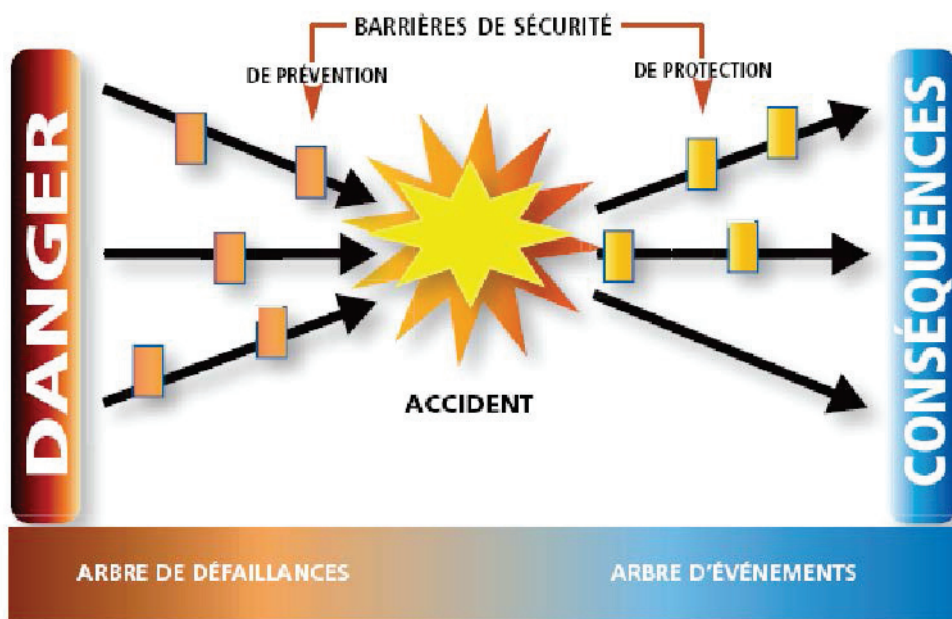 BARRIÈRES DE SÉCURITÉ
DE PRÉVENTION
DE PROTECTION
DANGER
ACCIDENT
CONSÉQUENCES
ARBRE DE DÉFAILLANCES
ARBRE D'ÉVÉNEMENTS